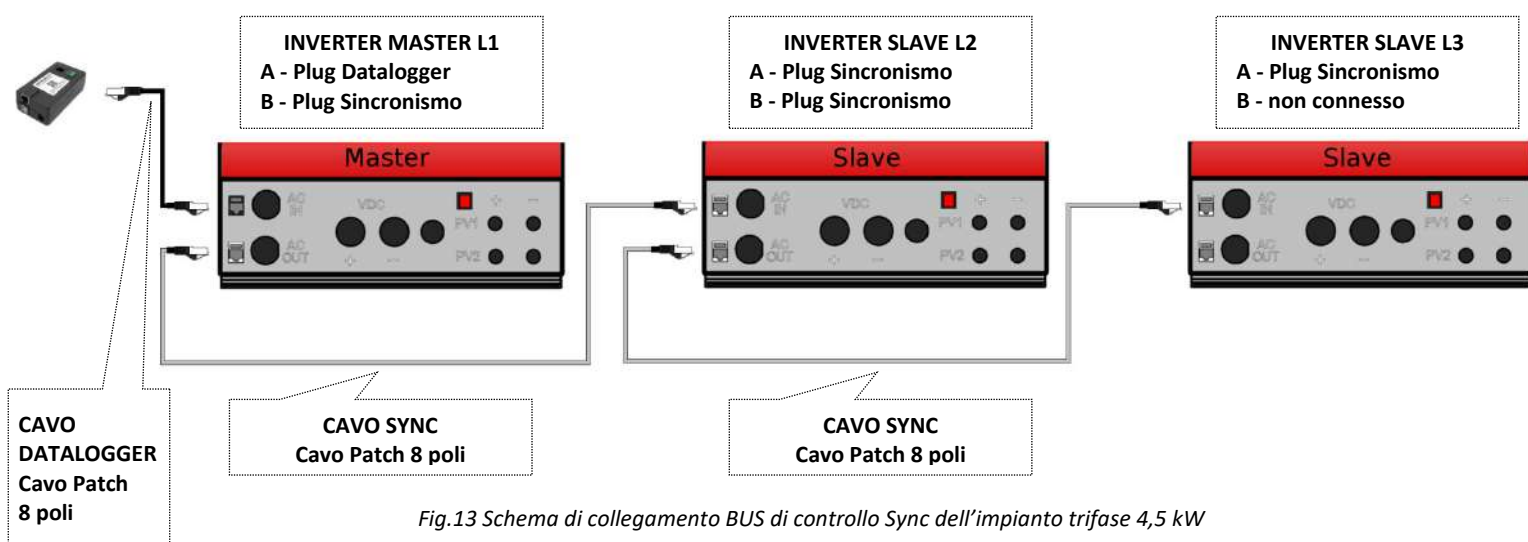 INVERTER MASTER L1
A - Plug Datalogger
B - Plug Sincronismo
INVERTER SLAVE L2
A - Plug Sincronismo
B - Plug Sincronismo
INVERTER SLAVE L3
A - Plug Sincronismo
B - non connesso
Master
AC
IN
VDC
+ -
PV1
AC
OUT
+ -
PV2
Slave
AC
IN
VDC
+ -
PV1
AC
OUT
+ -
PV2
Slave
AC
IN
VDC
+ -
PV1
AC
OUT
+ -
PV2
CAVO
DATALOGGER
Cavo Patch
8 poli
CAVO SYNC
Cavo Patch 8 poli
CAVO SYNC
Cavo Patch 8 poli
Fig.13 Schema di collegamento BUS di controllo Sync dell’impianto trifase 4,5 kW